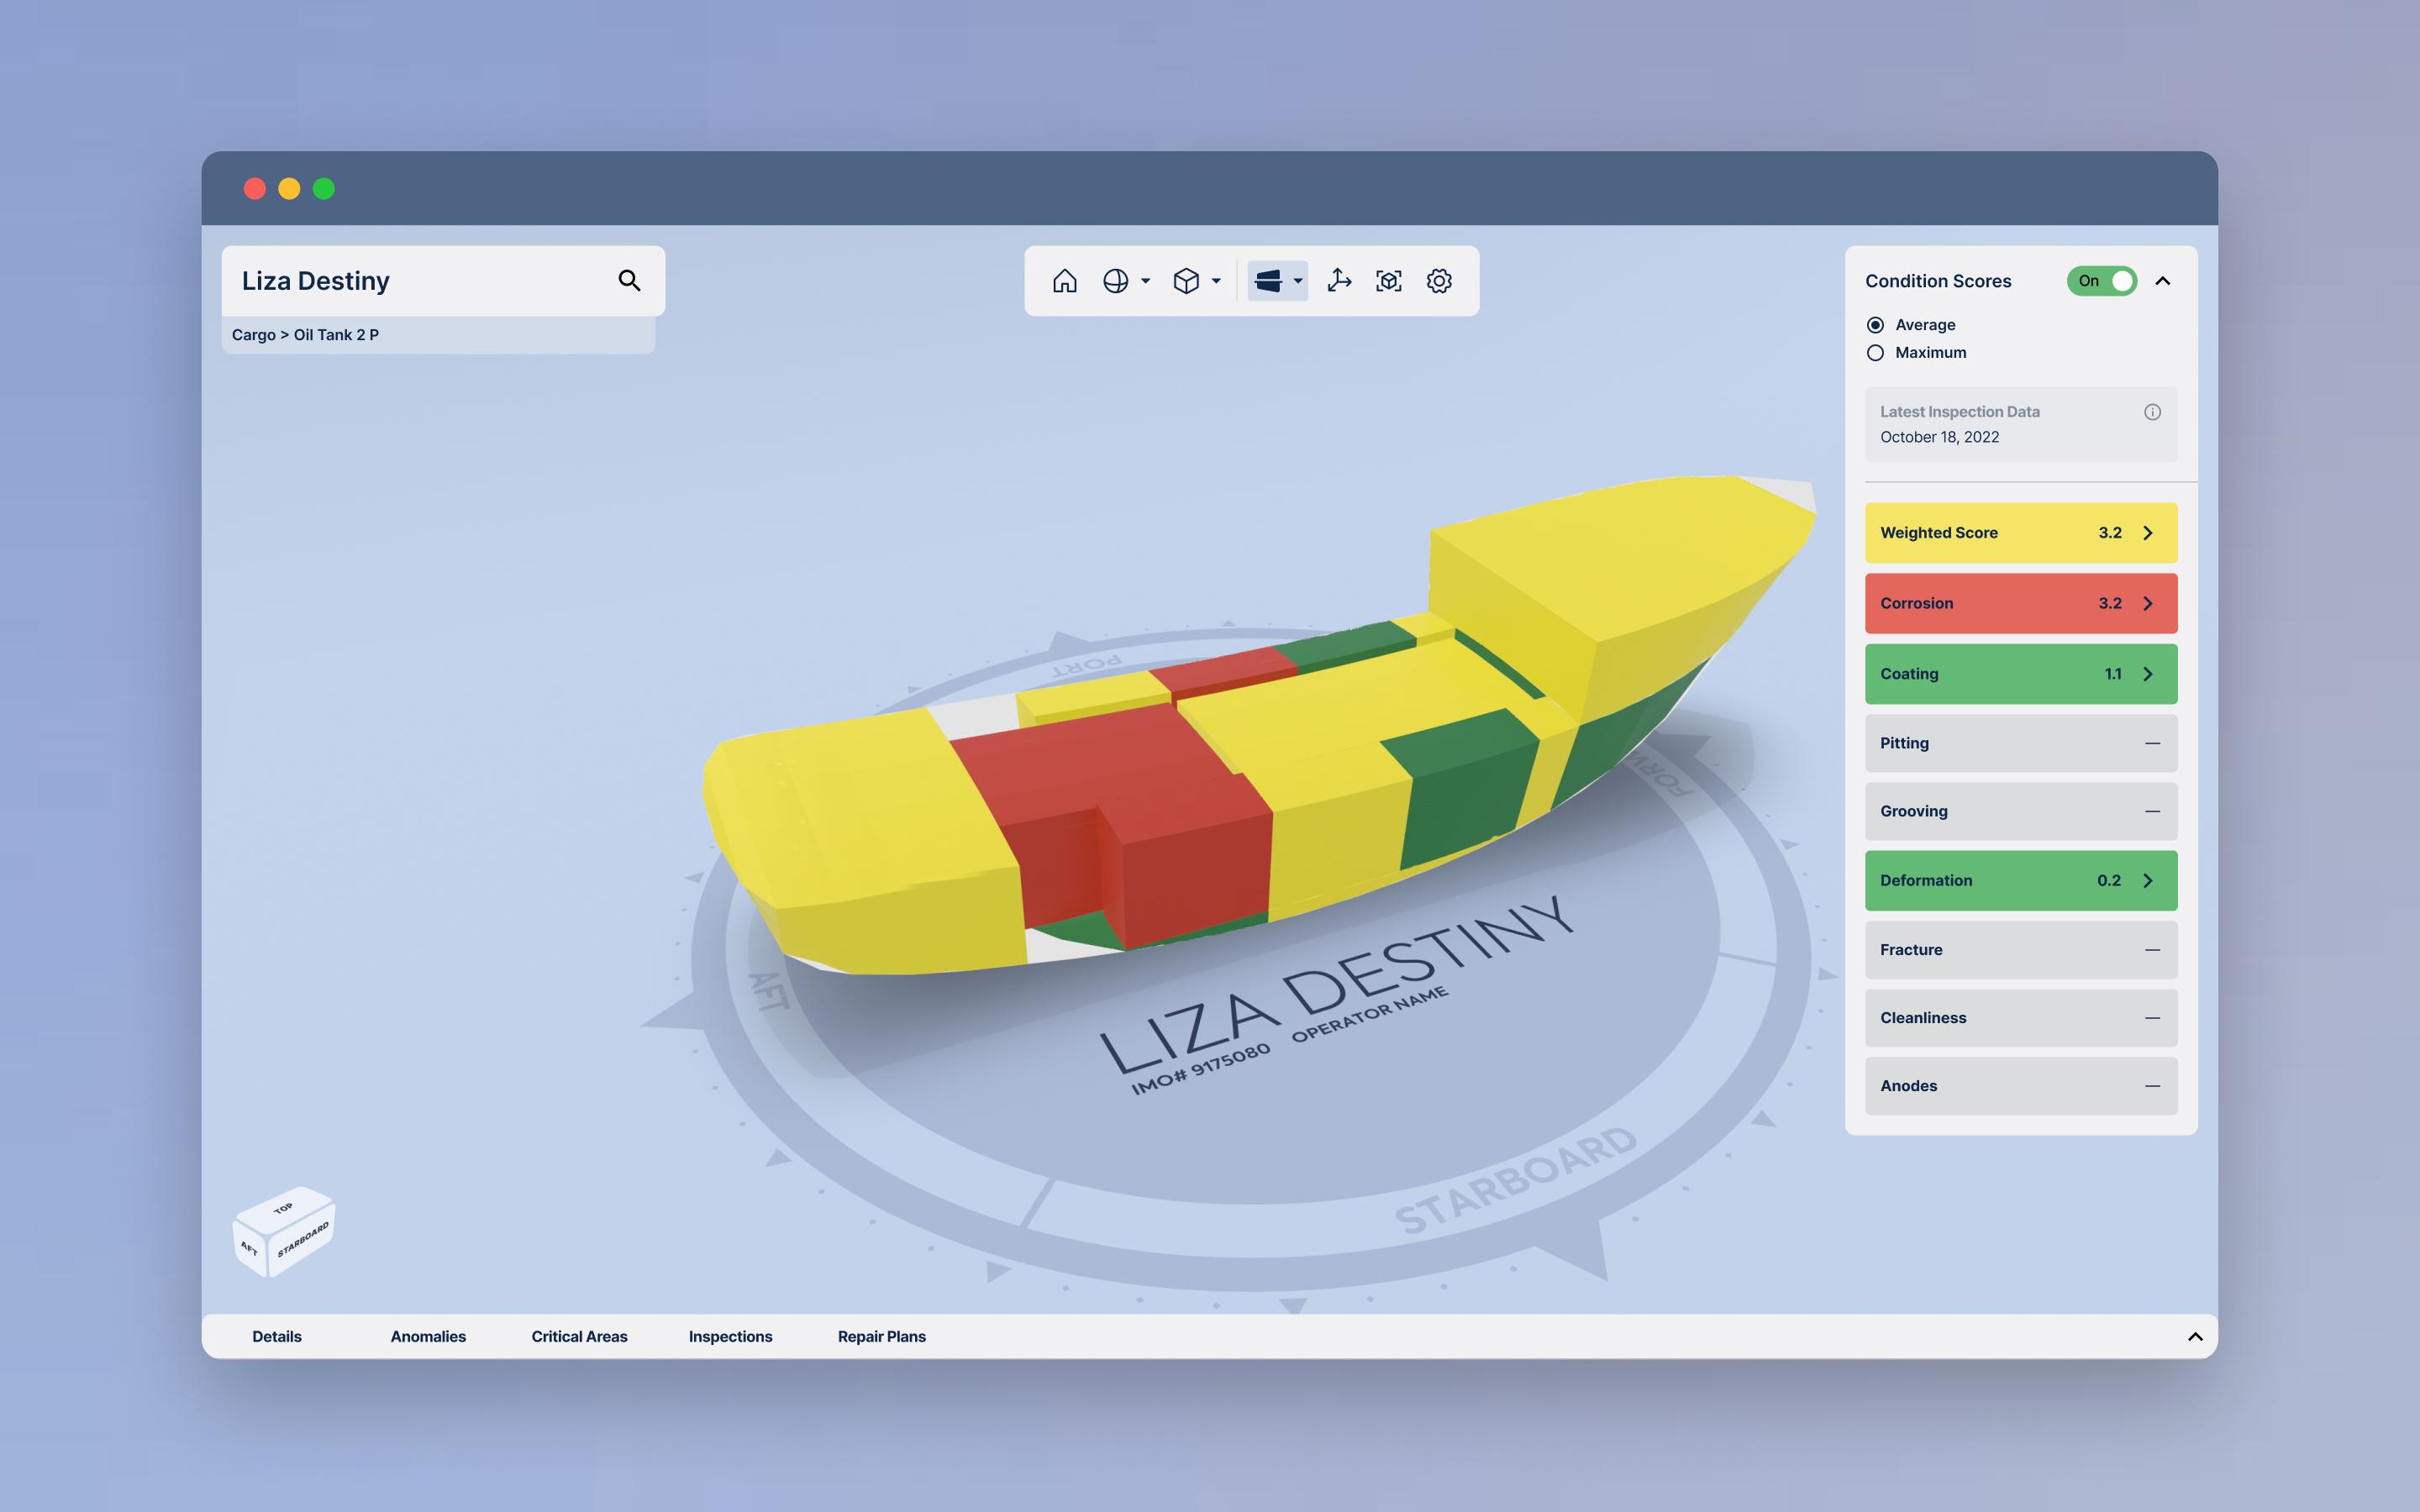 Liza Destiny
Cargo > Oil Tank 2 P
Condition Scores
On
Average
Maximum
Latest Inspection Data
October 18, 2022
Weighted Score 3.2
Corrosion 3.2
Coating 1.1
Pitting —
Grooving —
Deformation 0.2
Fracture —
Cleanliness —
Anodes —
PORT
FORW
AFT
LIZA DESTINY
IMO# 9175080 OPERATOR NAME
STARBOARD
TOP
AFT
STARBOARD
Details Anomalies Critical Areas Inspections Repair Plans